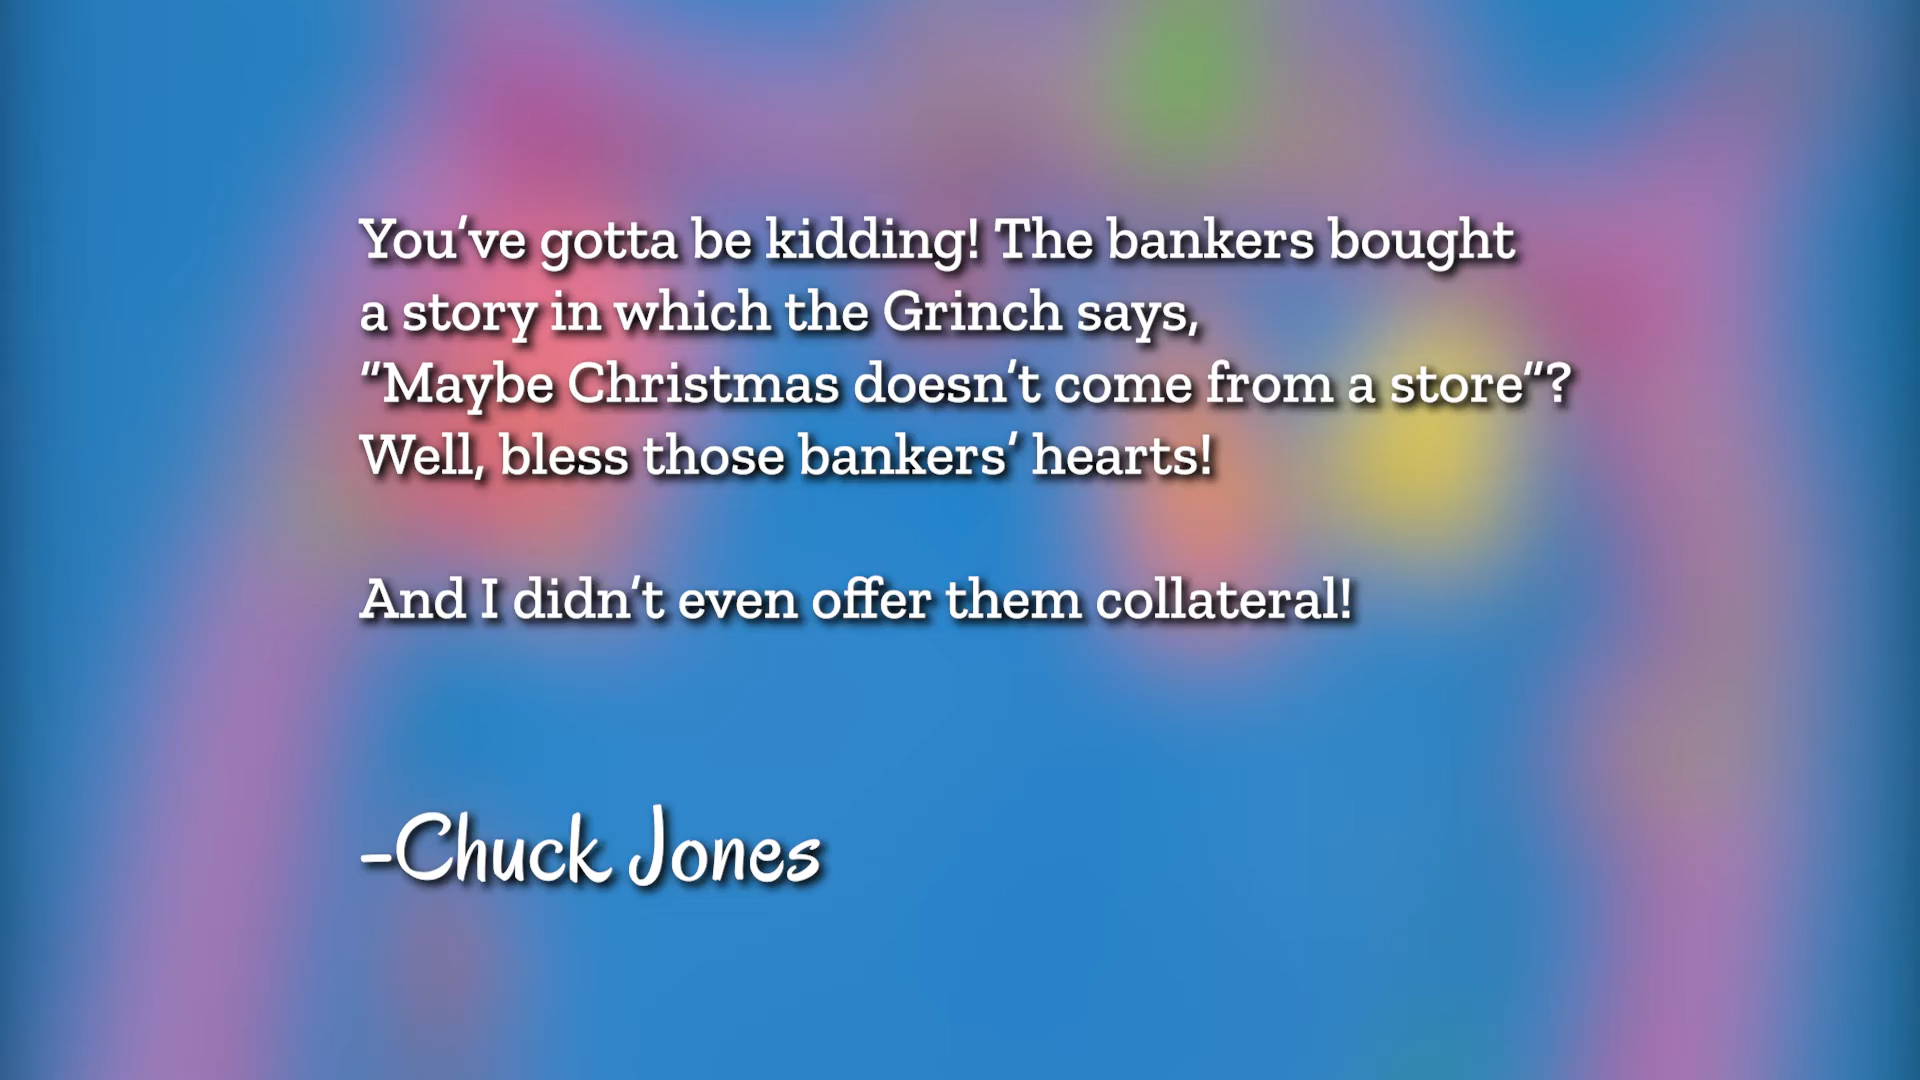 You've gotta be kidding! The bankers bought
a story in which the Grinch says,
"Maybe Christmas doesn't come from a store"?
Well, bless those bankers' hearts!
And I didn't even offer them collateral!
-Chuck Jones